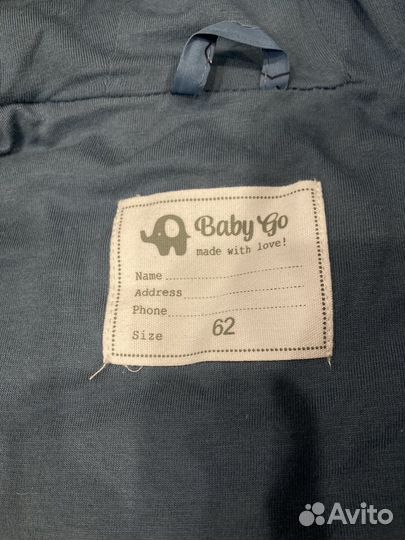 Baby Go
made with love!
Name
Address
Phone
Size 62
Avito